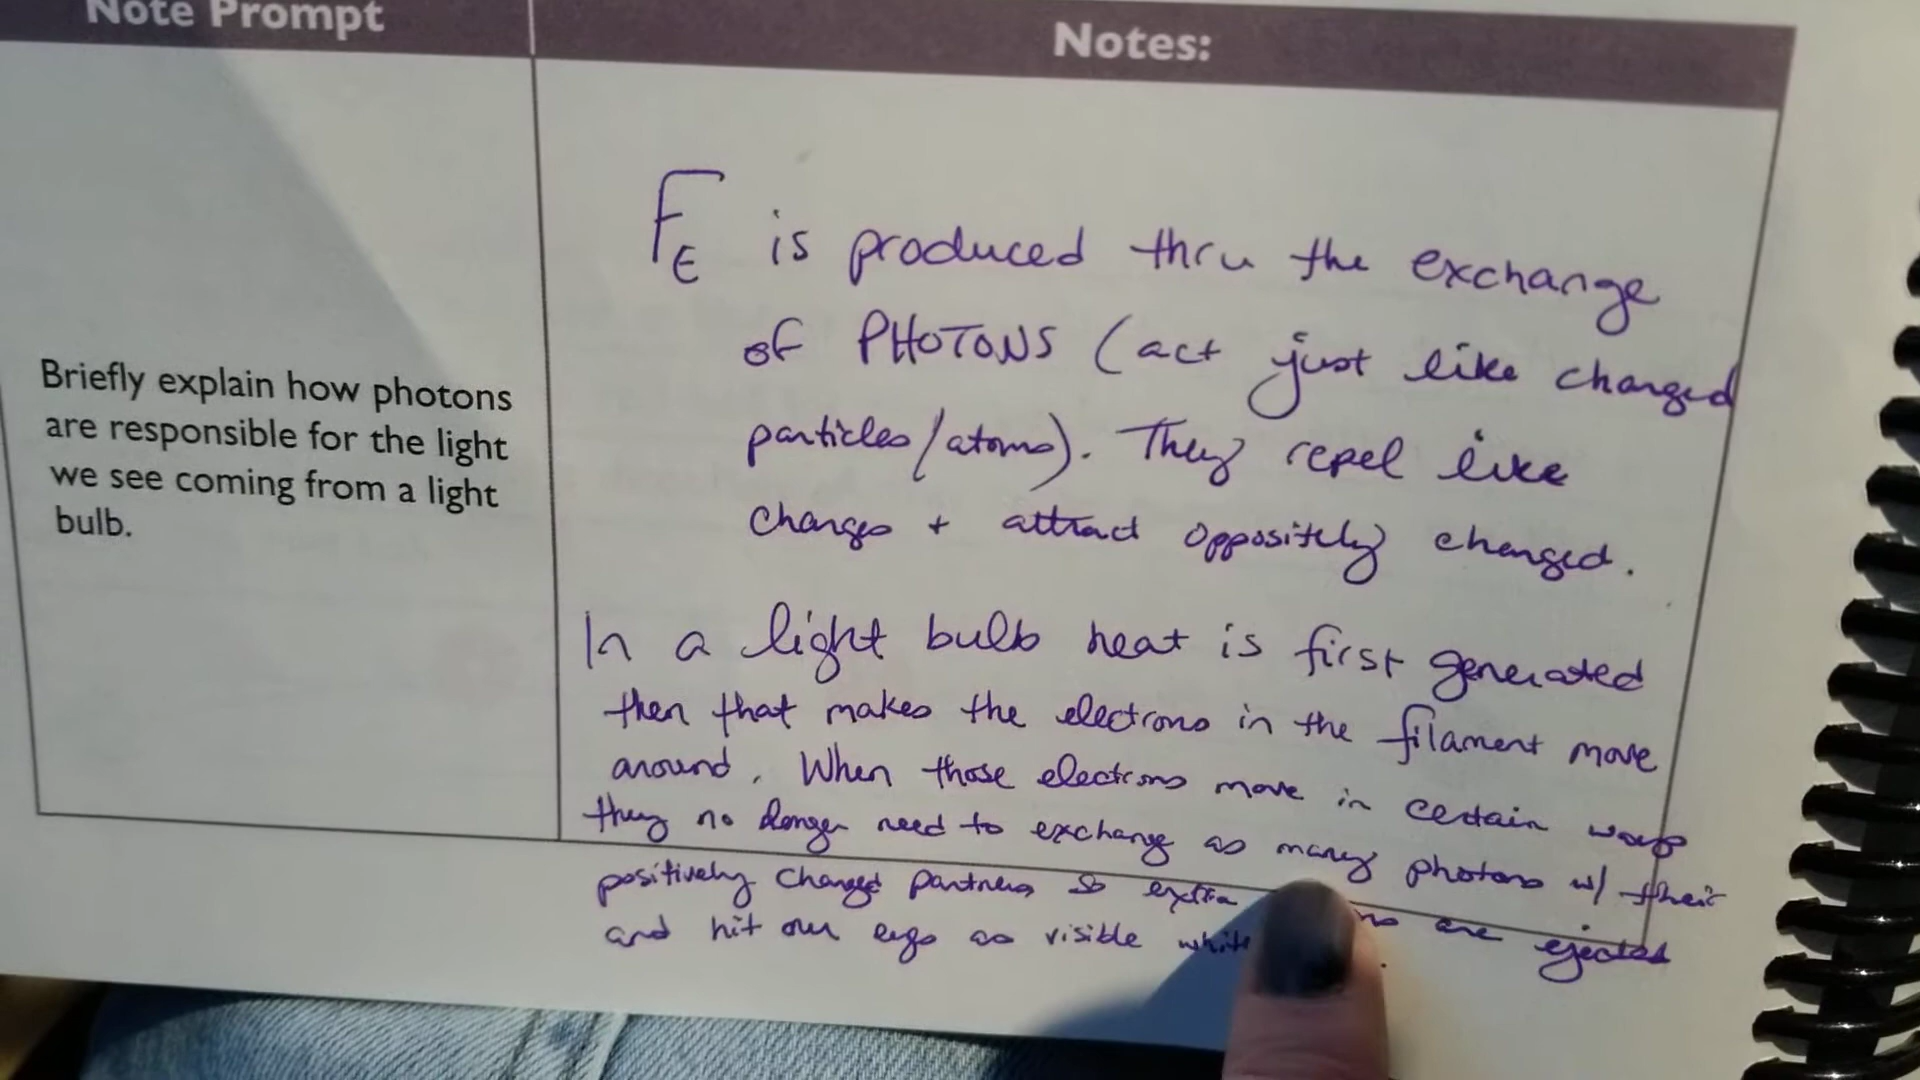 Note Prompt
Notes:
Briefly explain how photons
are responsible for the light
we see coming from a light
bulb.
FE is produced thru the exchange
of PHOTONS (act just like charged
particles/atoms). They repel like
charges + attract oppositely charged.
In a light bulb heat is first generated
then that makes the electrons in the filament move
around. When those electrons move in certain ways
they no longer need to exchange as many photons w/ their
positively charged partners so extra are ejected
and hit our eyes as visible white